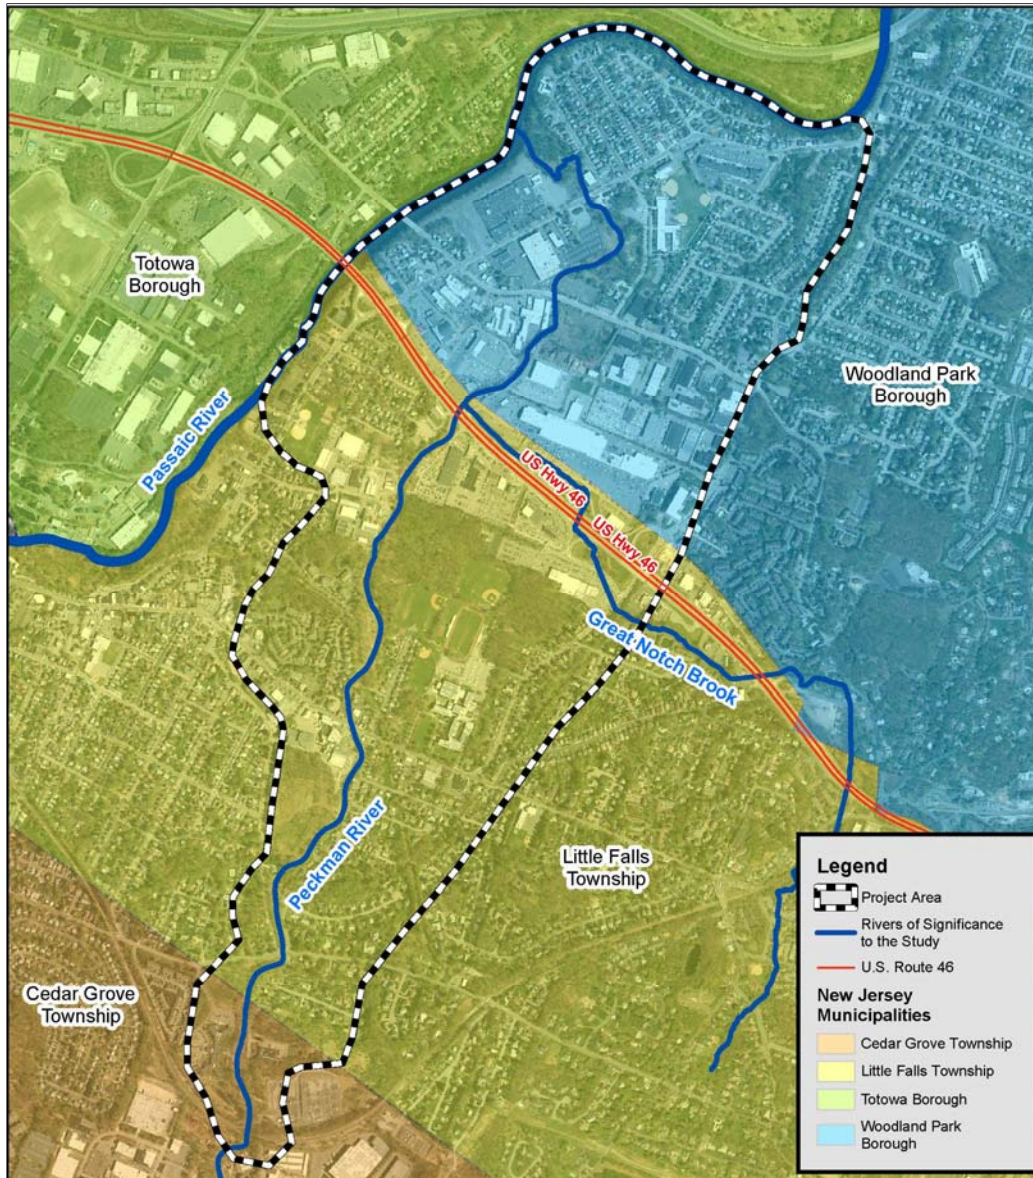 Totowa
Borough
Woodland Park
Borough
Passaic River
US Hwy 46
US Hwy 46
Great Notch Brook
Peckman River
Little Falls
Township
Cedar Grove
Township
Legend
Project Area
Rivers of Significance
to the Study
U.S. Route 46
New Jersey
Municipalities
Cedar Grove Township
Little Falls Township
Totowa Borough
Woodland Park
Borough